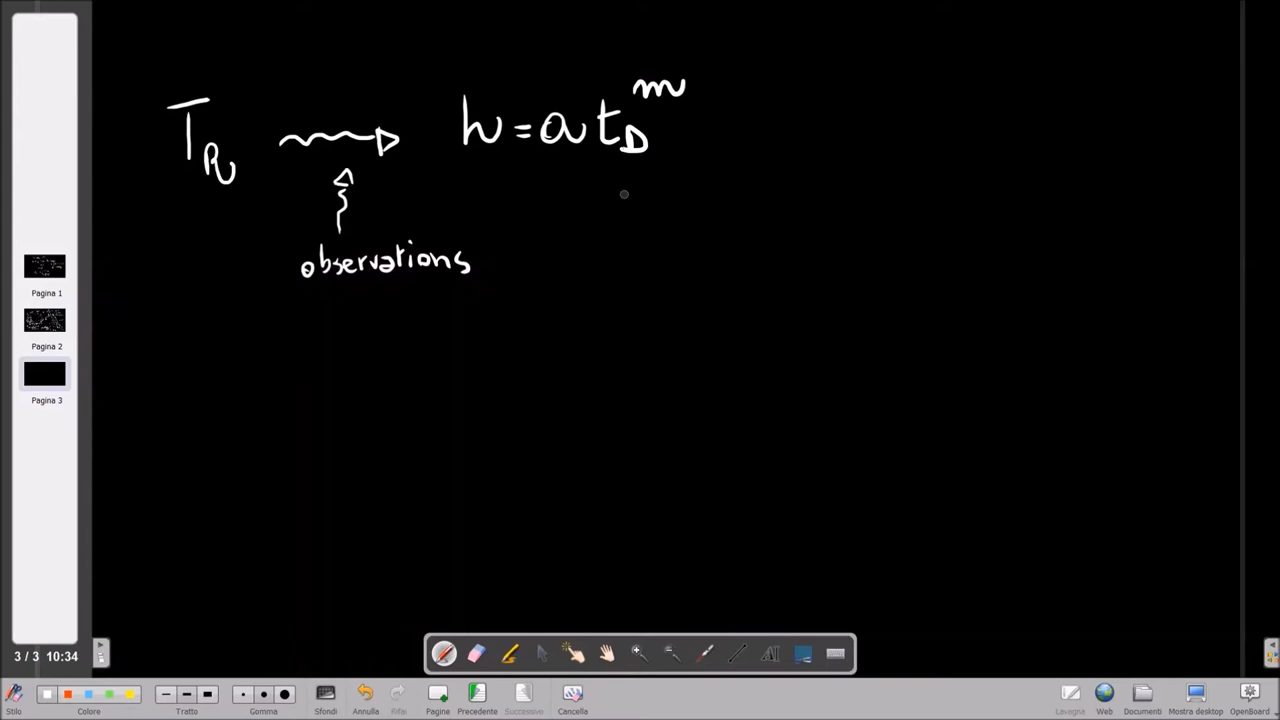 T_R ⇝ h = a t_D^m
observations
Pagina 1
Pagina 2
Pagina 3
3 / 3 10:34
Stilo Colore Tratto Gomma Sfondi Annulla Rifai Pagine Precedente Successivo Cancella Lavagna Web Documenti Mostra desktop OpenBoard